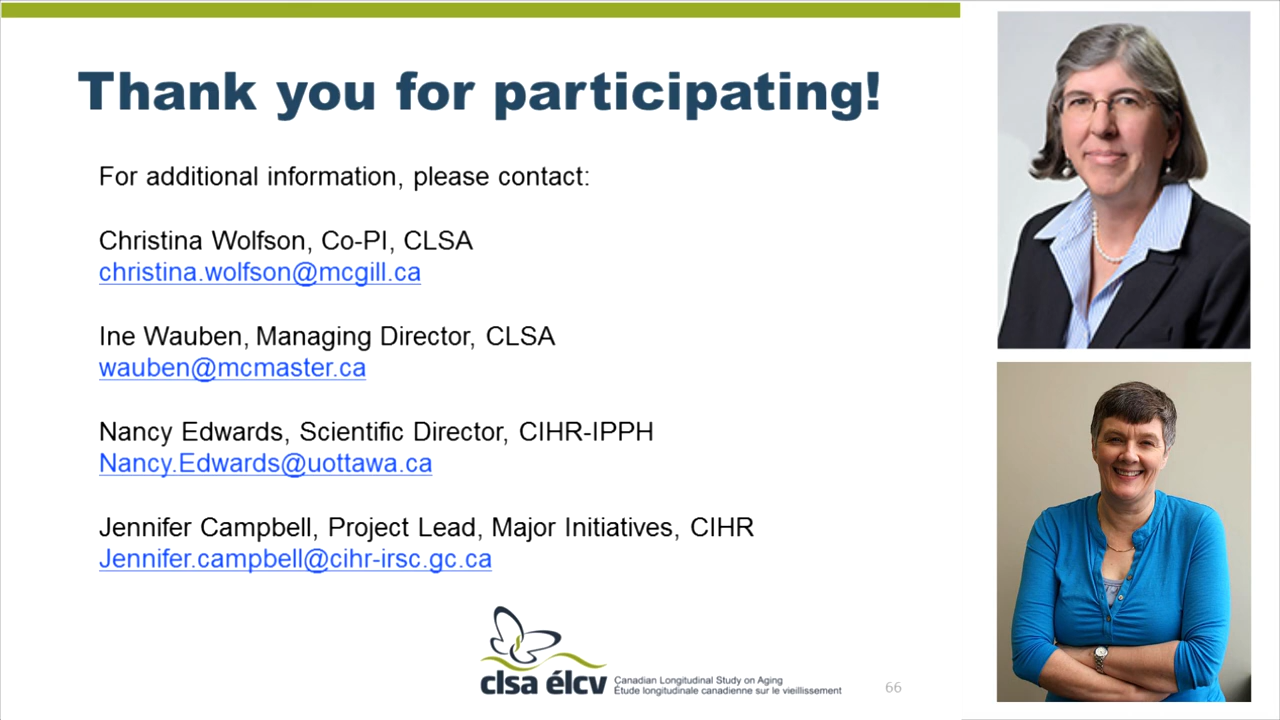 Thank you for participating!
For additional information, please contact:
Christina Wolfson, Co-PI, CLSA
christina.wolfson@mcgill.ca
Ine Wauben, Managing Director, CLSA
wauben@mcmaster.ca
Nancy Edwards, Scientific Director, CIHR-IPPH
Nancy.Edwards@uottawa.ca
Jennifer Campbell, Project Lead, Major Initiatives, CIHR
Jennifer.campbell@cihr-irsc.gc.ca
clsa élcv
Canadian Longitudinal Study on Aging
Étude longitudinale canadienne sur le vieillissement
66